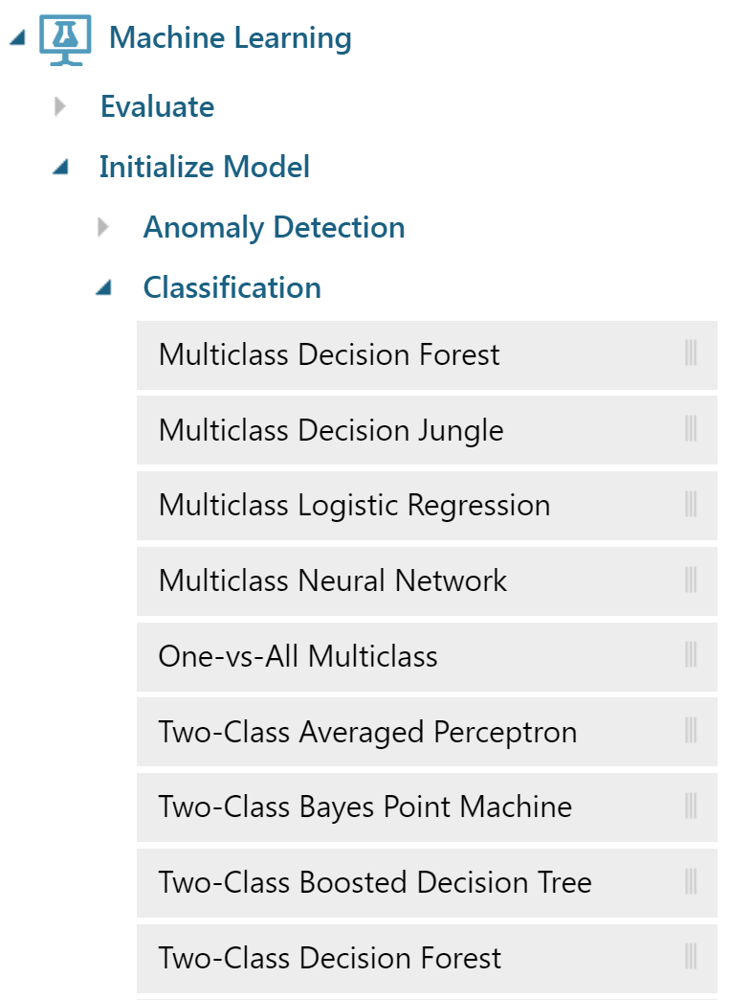 Machine Learning
Evaluate
Initialize Model
Anomaly Detection
Classification
Multiclass Decision Forest
Multiclass Decision Jungle
Multiclass Logistic Regression
Multiclass Neural Network
One-vs-All Multiclass
Two-Class Averaged Perceptron
Two-Class Bayes Point Machine
Two-Class Boosted Decision Tree
Two-Class Decision Forest